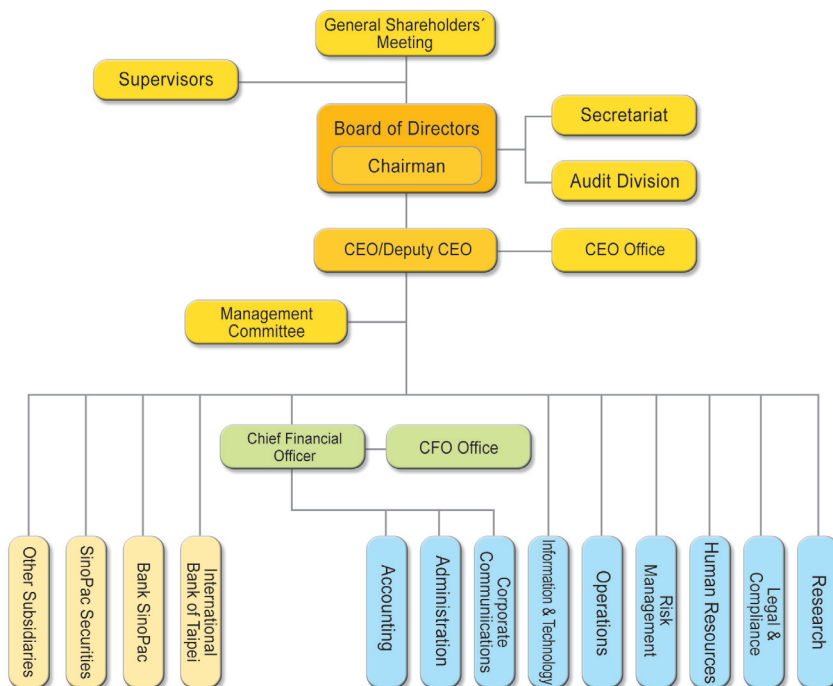 General Shareholders´
Meeting
Supervisors
Board of Directors
Chairman
Secretariat
Audit Division
CEO/Deputy CEO
CEO Office
Management
Committee
Chief Financial
Officer
CFO Office
Other Subsidiaries
SinoPac Securities
Bank SinoPac
International
Bank of Taipei
Accounting
Administration
Corporate
Communiications
Information & Technology
Operations
Risk
Management
Human Resources
Legal &
Compliance
Research